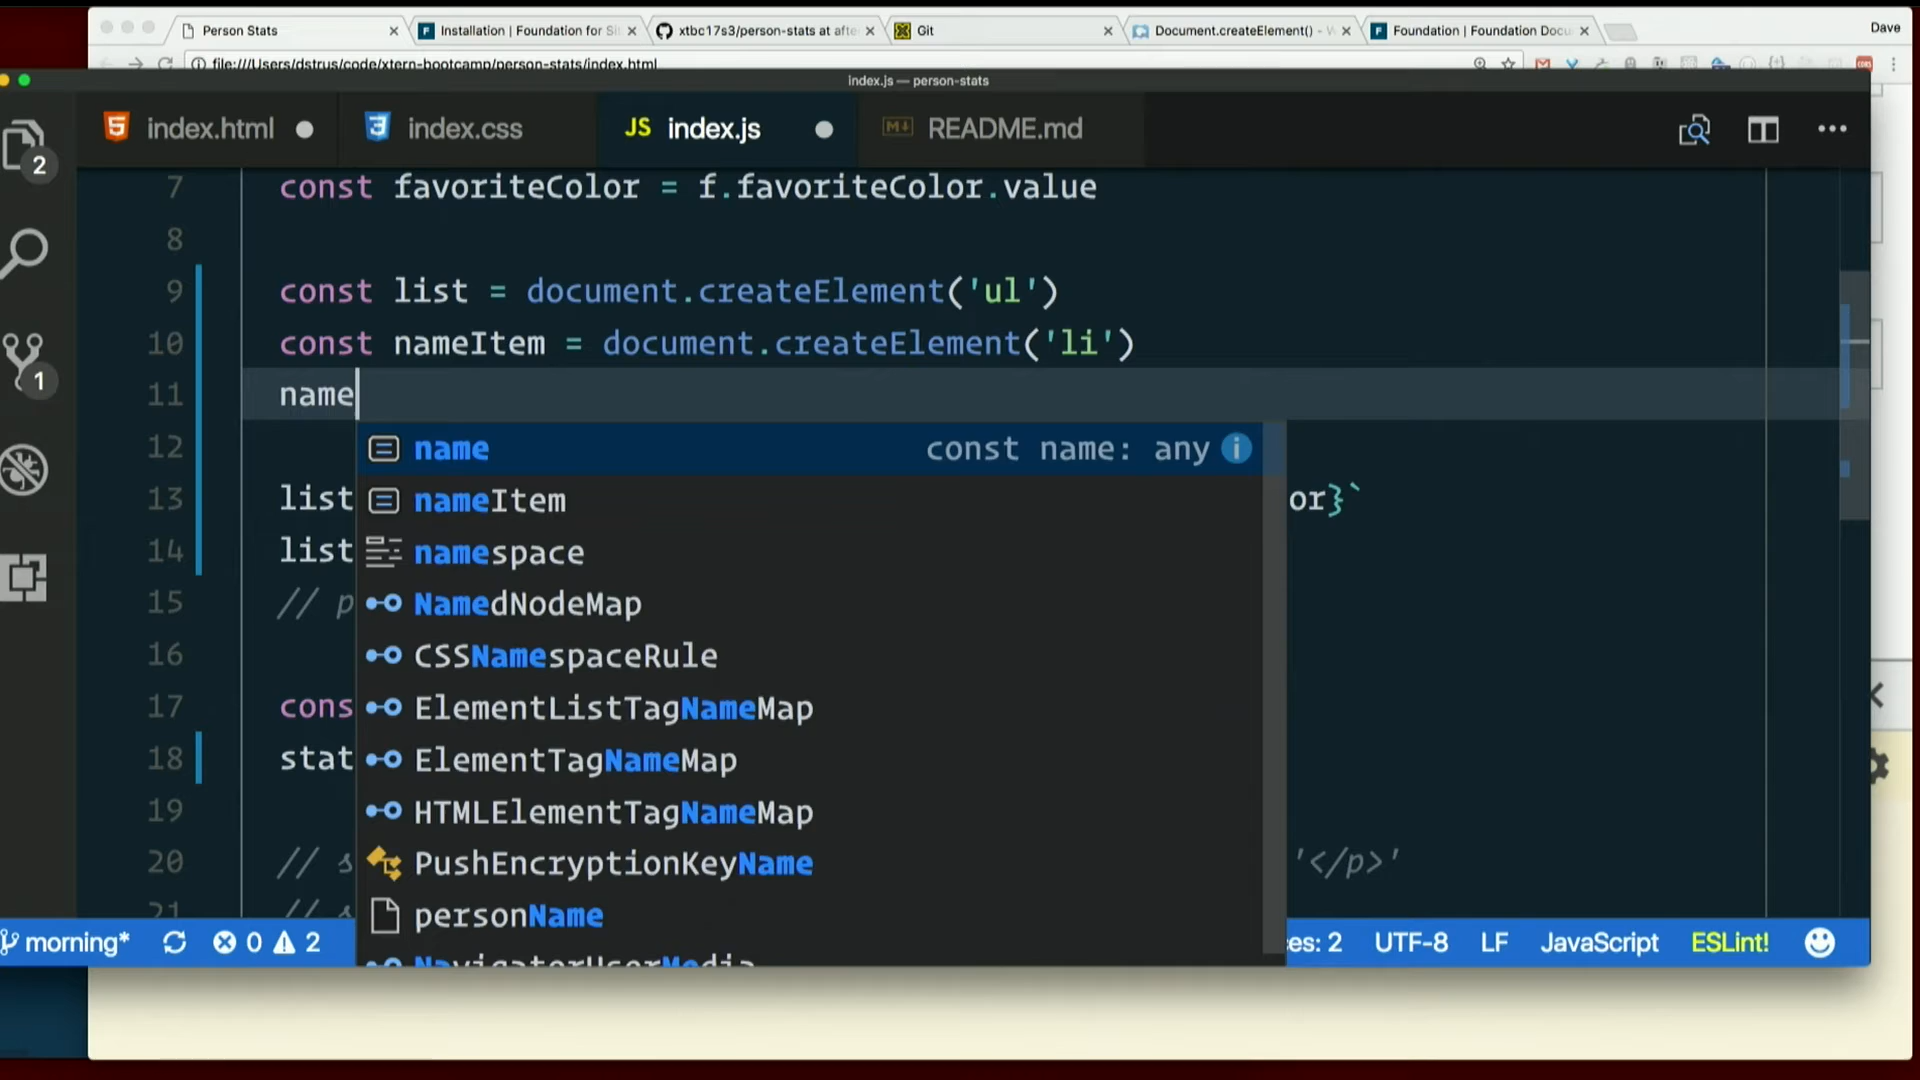 Person Stats
Installation | Foundation for Si
xtbc17s3/person-stats at afte
Git
Document.createElement() -
Foundation | Foundation Docu
Dave
file:///Users/dstrus/code/xtern-bootcamp/person-stats/index.html
index.js — person-stats
index.html
index.css
JS index.js
README.md
2
1
7 const favoriteColor = f.favoriteColor.value
8
9 const list = document.createElement('ul')
10 const nameItem = document.createElement('li')
11 name
12
13 list or}`
14 list
15 // p
16
17 cons
18 stat
19
20 // s '</p>'
21 // s
name const name: any
nameItem
namespace
NamedNodeMap
CSSNamespaceRule
ElementListTagNameMap
ElementTagNameMap
HTMLElementTagNameMap
PushEncryptionKeyName
personName
NavigatorUserMedia
morning* 0 2 es: 2 UTF-8 LF JavaScript ESLint!